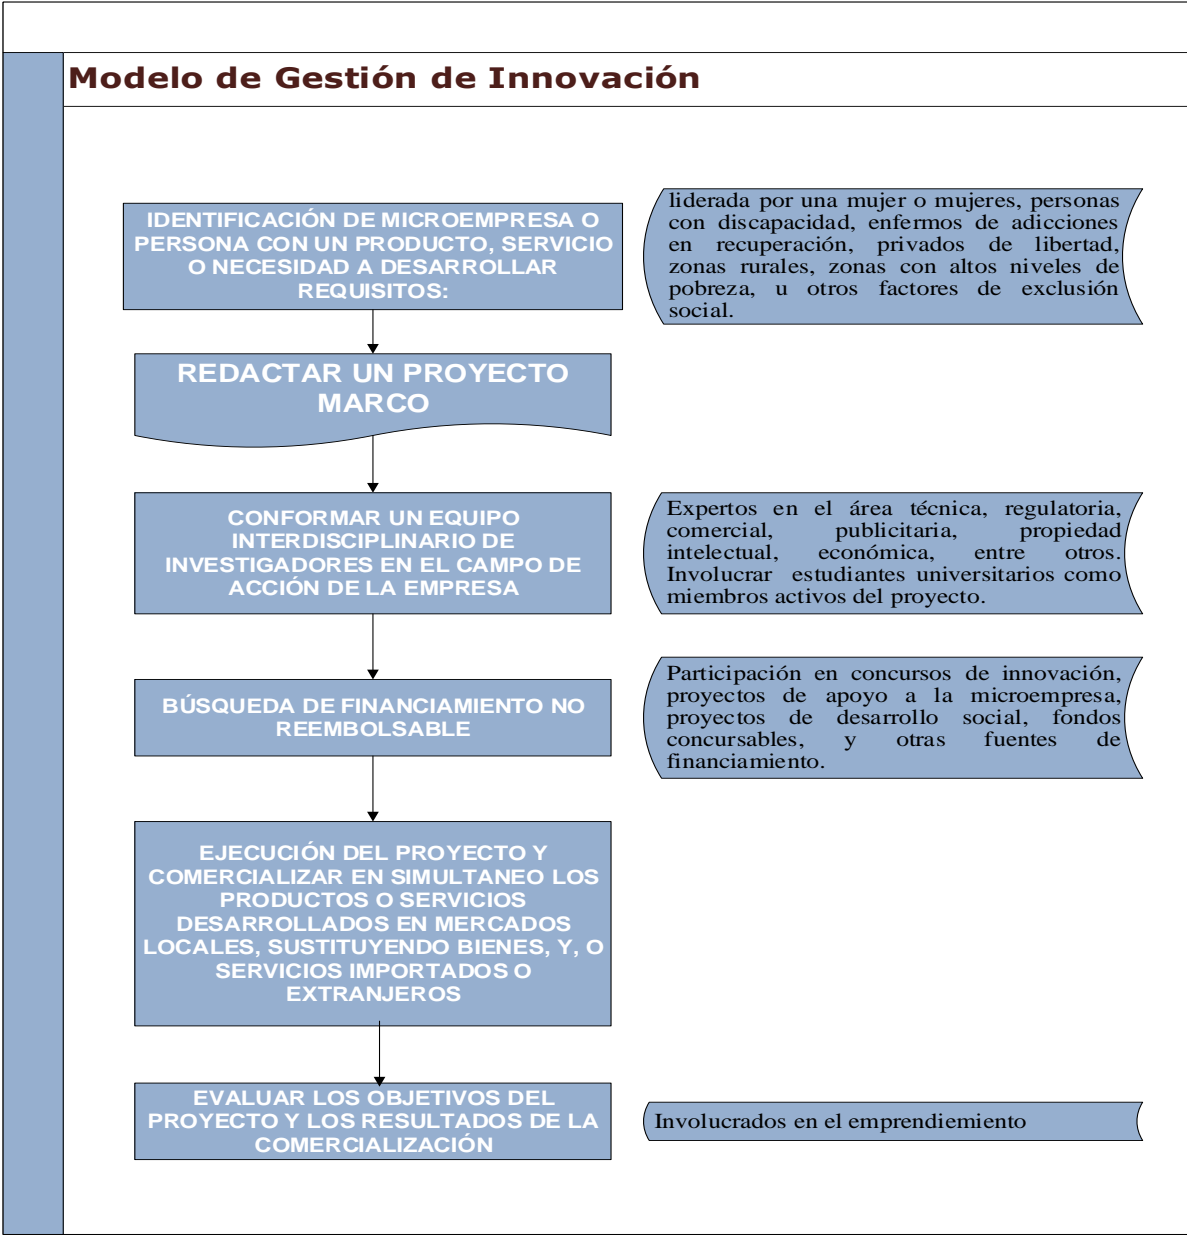 Modelo de Gestión de Innovación
IDENTIFICACIÓN DE MICROEMPRESA O
PERSONA CON UN PRODUCTO, SERVICIO
O NECESIDAD A DESARROLLAR
REQUISITOS:
liderada por una mujer o mujeres, personas
con discapacidad, enfermos de adicciones
en recuperación, privados de libertad,
zonas rurales, zonas con altos niveles de
pobreza, u otros factores de exclusión
social.
REDACTAR UN PROYECTO
MARCO
CONFORMAR UN EQUIPO
INTERDISCIPLINARIO DE
INVESTIGADORES EN EL CAMPO DE
ACCIÓN DE LA EMPRESA
Expertos en el área técnica, regulatoria,
comercial, publicitaria, propiedad
intelectual, económica, entre otros.
Involucrar estudiantes universitarios como
miembros activos del proyecto.
BÚSQUEDA DE FINANCIAMIENTO NO
REEMBOLSABLE
Participación en concursos de innovación,
proyectos de apoyo a la microempresa,
proyectos de desarrollo social, fondos
concursables, y otras fuentes de
financiamiento.
EJECUCIÓN DEL PROYECTO Y
COMERCIALIZAR EN SIMULTANEO LOS
PRODUCTOS O SERVICIOS
DESARROLLADOS EN MERCADOS
LOCALES, SUSTITUYENDO BIENES, Y, O
SERVICIOS IMPORTADOS O
EXTRANJEROS
EVALUAR LOS OBJETIVOS DEL
PROYECTO Y LOS RESULTADOS DE LA
COMERCIALIZACIÓN
Involucrados en el emprendiemiento